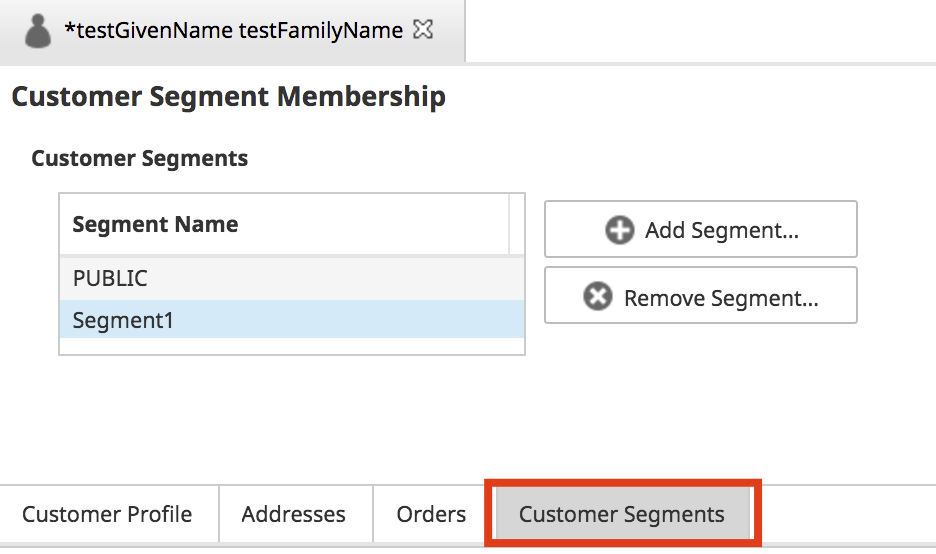 *testGivenName testFamilyName
Customer Segment Membership
Customer Segments
Segment Name
PUBLIC
Segment1
Add Segment...
Remove Segment...
Customer Profile
Addresses
Orders
Customer Segments